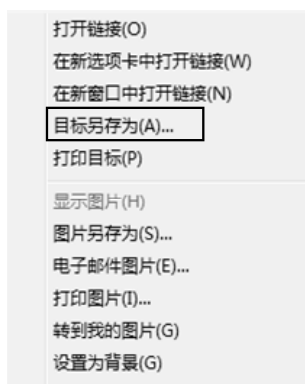 打开链接(O)
在新选项卡中打开链接(W)
在新窗口中打开链接(N)
目标另存为(A)...
打印目标(P)
显示图片(H)
图片另存为(S)...
电子邮件图片(E)...
打印图片(I)...
转到我的图片(G)
设置为背景(G)